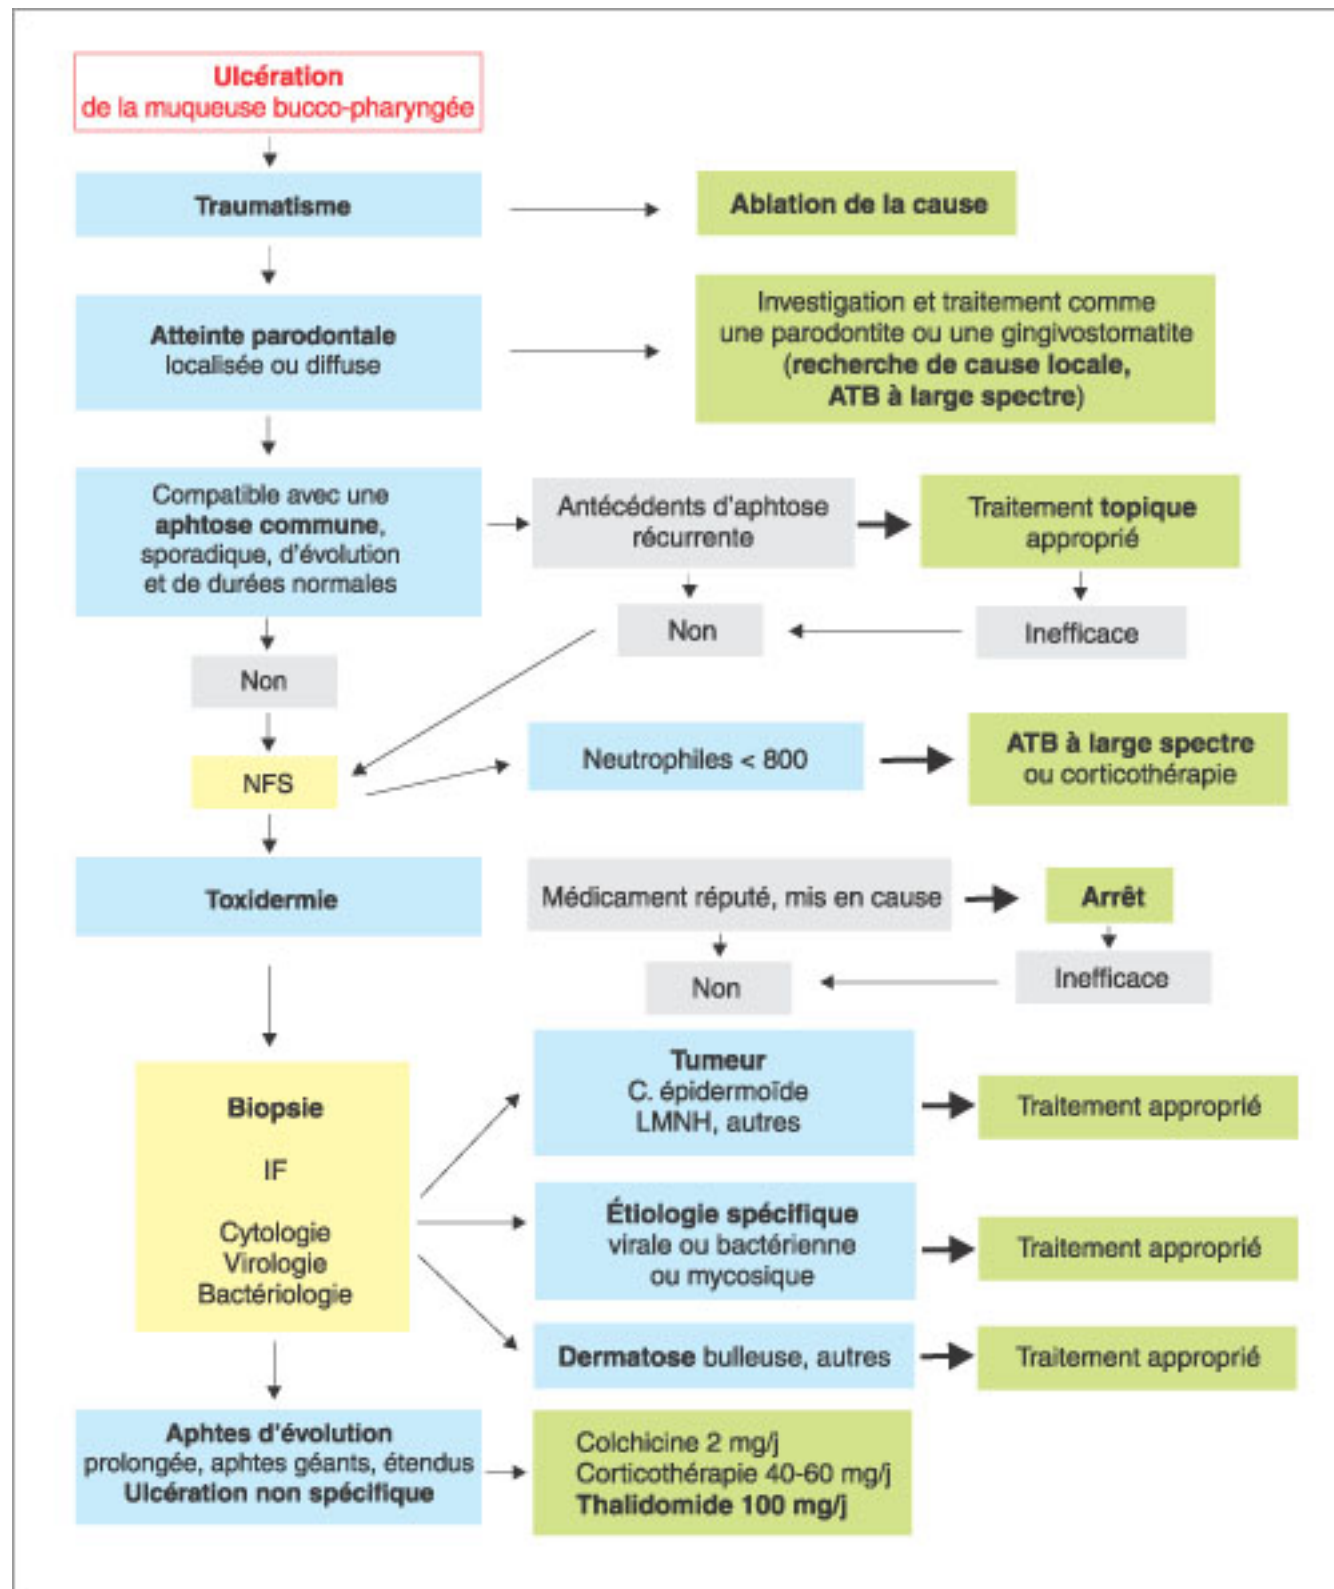 Ulcération
de la muqueuse bucco-pharyngée
Traumatisme
Ablation de la cause
Atteinte parodontale
localisée ou diffuse
Investigation et traitement comme
une parodontite ou une gingivostomatite
(recherche de cause locale,
ATB à large spectre)
Compatible avec une
aphtose commune,
sporadique, d'évolution
et de durées normales
Antécédents d'aphtose
récurrente
Traitement topique
approprié
Non
Inefficace
Non
NFS
Neutrophiles < 800
ATB à large spectre
ou corticothérapie
Toxidermie
Médicament réputé, mis en cause
Arrêt
Non
Inefficace
Biopsie
IF
Cytologie
Virologie
Bactériologie
Tumeur
C. épidermoïde
LMNH, autres
Traitement approprié
Étiologie spécifique
virale ou bactérienne
ou mycosique
Traitement approprié
Dermatose bulleuse, autres
Traitement approprié
Aphtes d'évolution
prolongée, aphtes géants, étendus
Ulcération non spécifique
Colchicine 2 mg/j
Corticothérapie 40-60 mg/j
Thalidomide 100 mg/j